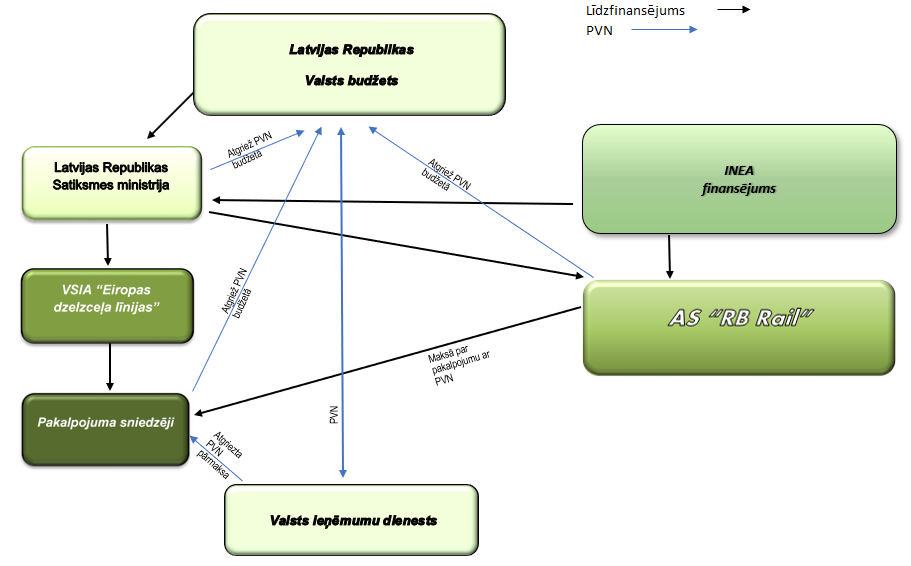 Līdzfinansējums
PVN
Latvijas Republikas
Valsts budžets
Latvijas Republikas
Satiksmes ministrija
Atgriež PVN
budžetā
Atgriež PVN
budžetā
INEA
finansējums
VSIA “Eiropas
dzelzceļa līnijas”
Atgriež PVN
budžetā
AS “RB Rail”
Maksā par
pakalpojumu ar
PVN
Pakalpojuma sniedzēji
PVN
Atgriezta
PVN
pārmaksa
Valsts ieņēmumu dienests